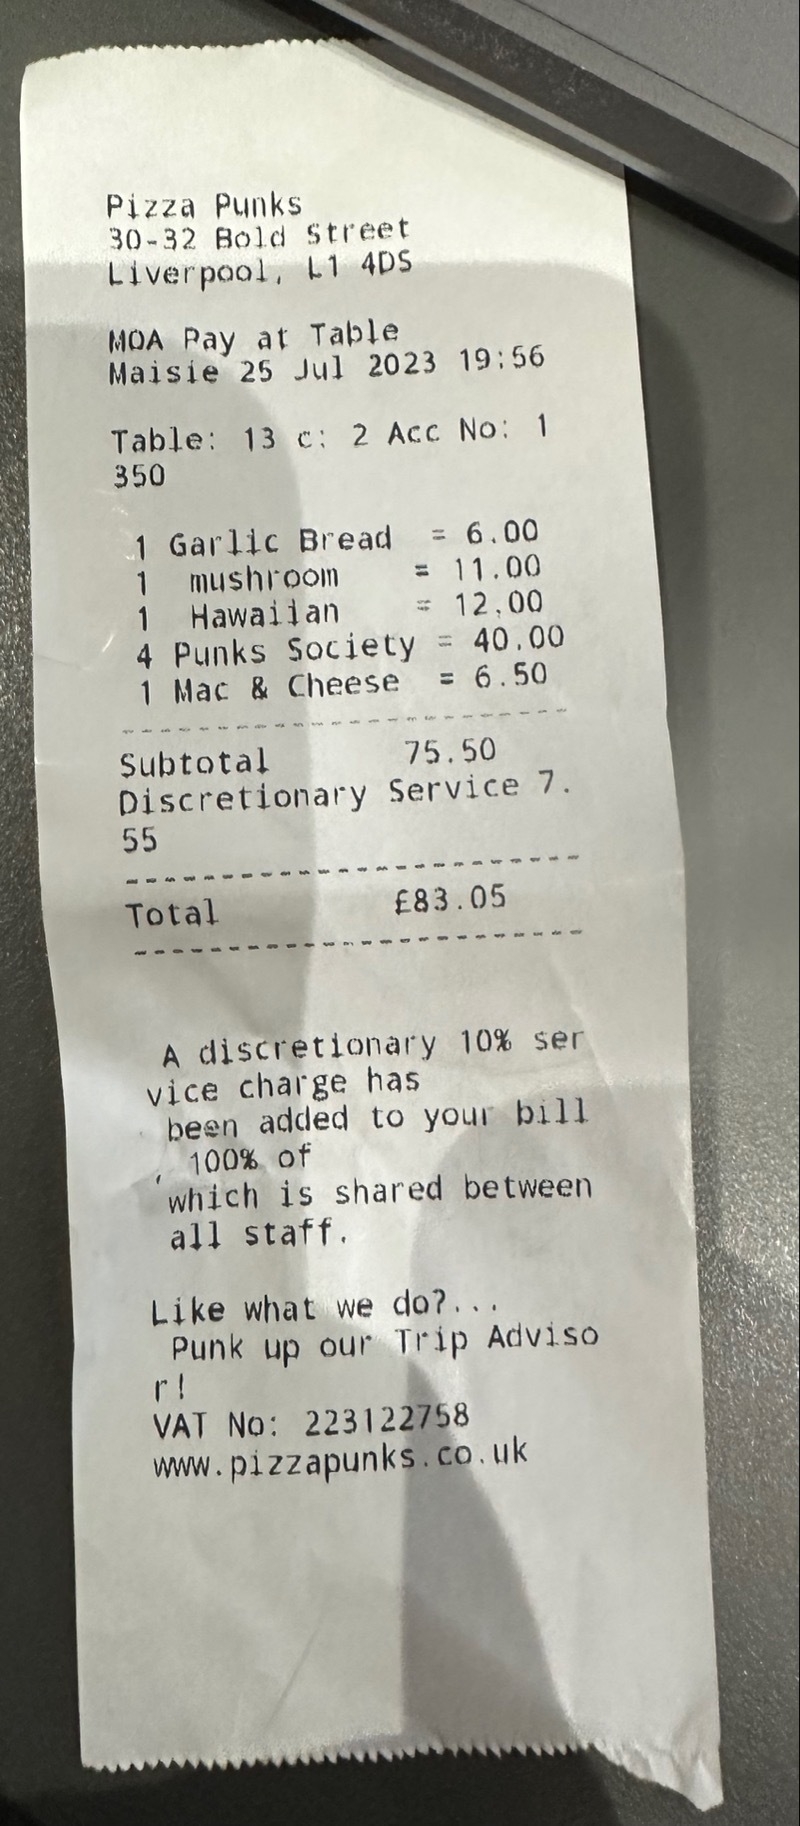 Pizza Punks
30-32 Bold Street
Liverpool, L1 4DS
MOA Pay at Table
Maisie 25 Jul 2023 19:56
Table: 13 c: 2 Acc No: 1
350
1 Garlic Bread = 6.00
1 mushroom = 11.00
1 Hawaiian = 12.00
4 Punks Society = 40.00
1 Mac & Cheese = 6.50
Subtotal 75.50
Discretionary Service 7.
55
Total £83.05
A discretionary 10% ser
vice charge has
been added to your bill
, 100% of
which is shared between
all staff.
Like what we do?...
Punk up our Trip Adviso
r!
VAT No: 223122758
www.pizzapunks.co.uk